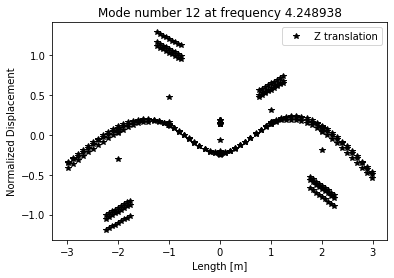 Mode number 12 at frequency 4.248938
Z translation
Normalized Displacement
1.0
0.5
0.0
−0.5
−1.0
−3 −2 −1 0 1 2 3
Length [m]